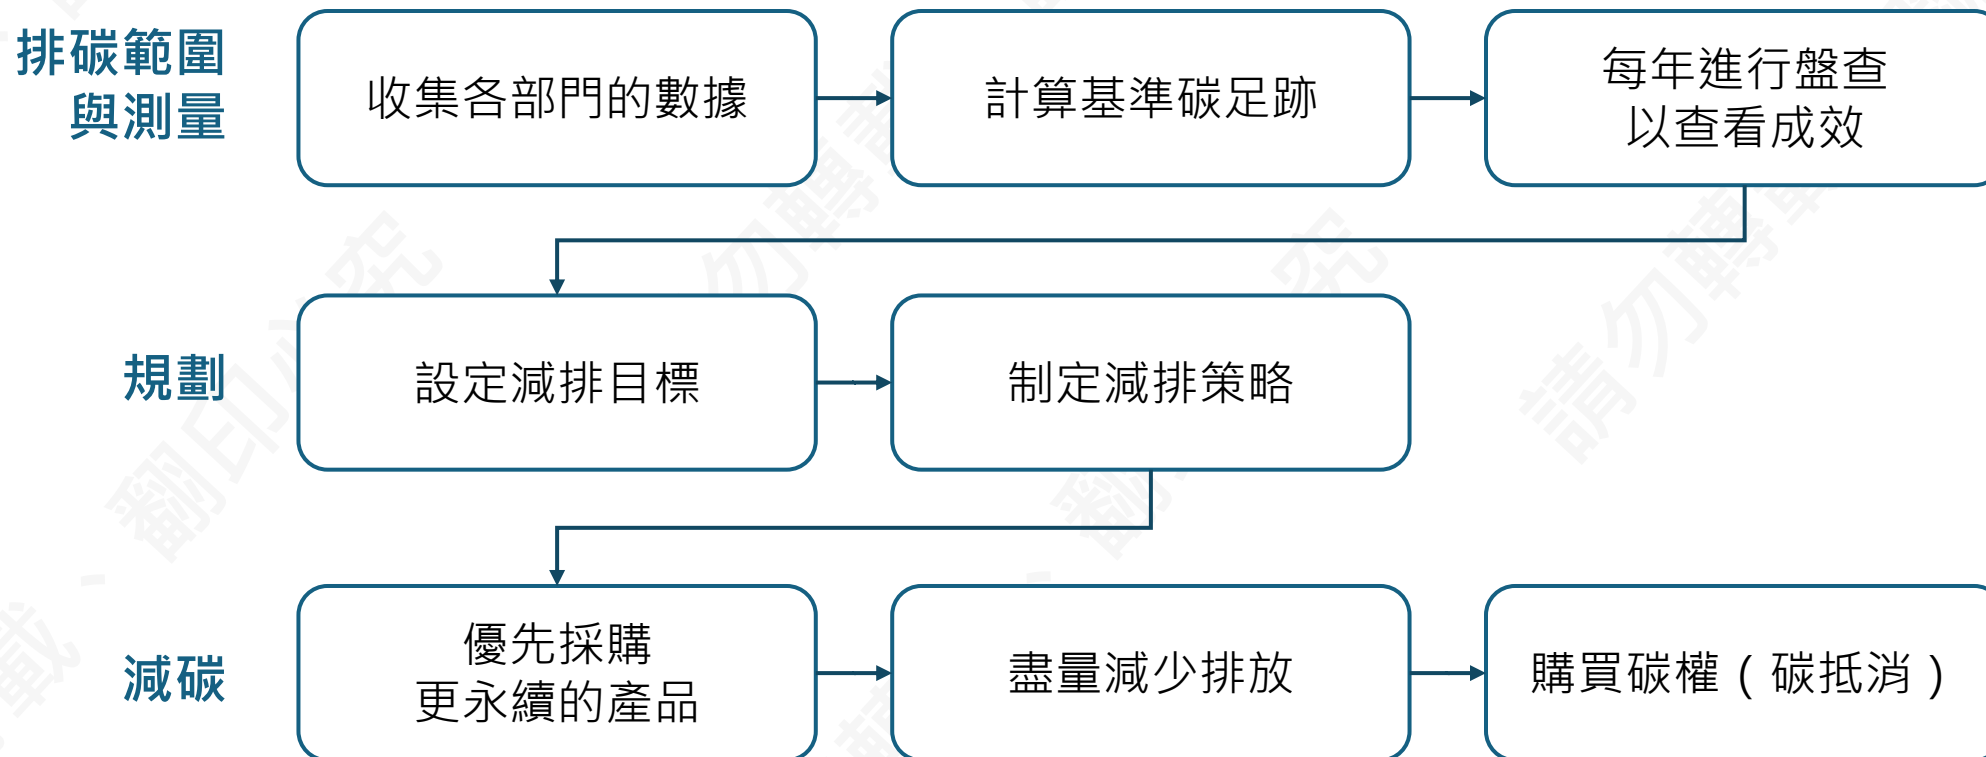 排碳範圍
與測量
收集各部門的數據
計算基準碳足跡
每年進行盤查
以查看成效
規劃
設定減排目標
制定減排策略
減碳
優先採購
更永續的產品
盡量減少排放
購買碳權(碳抵消)